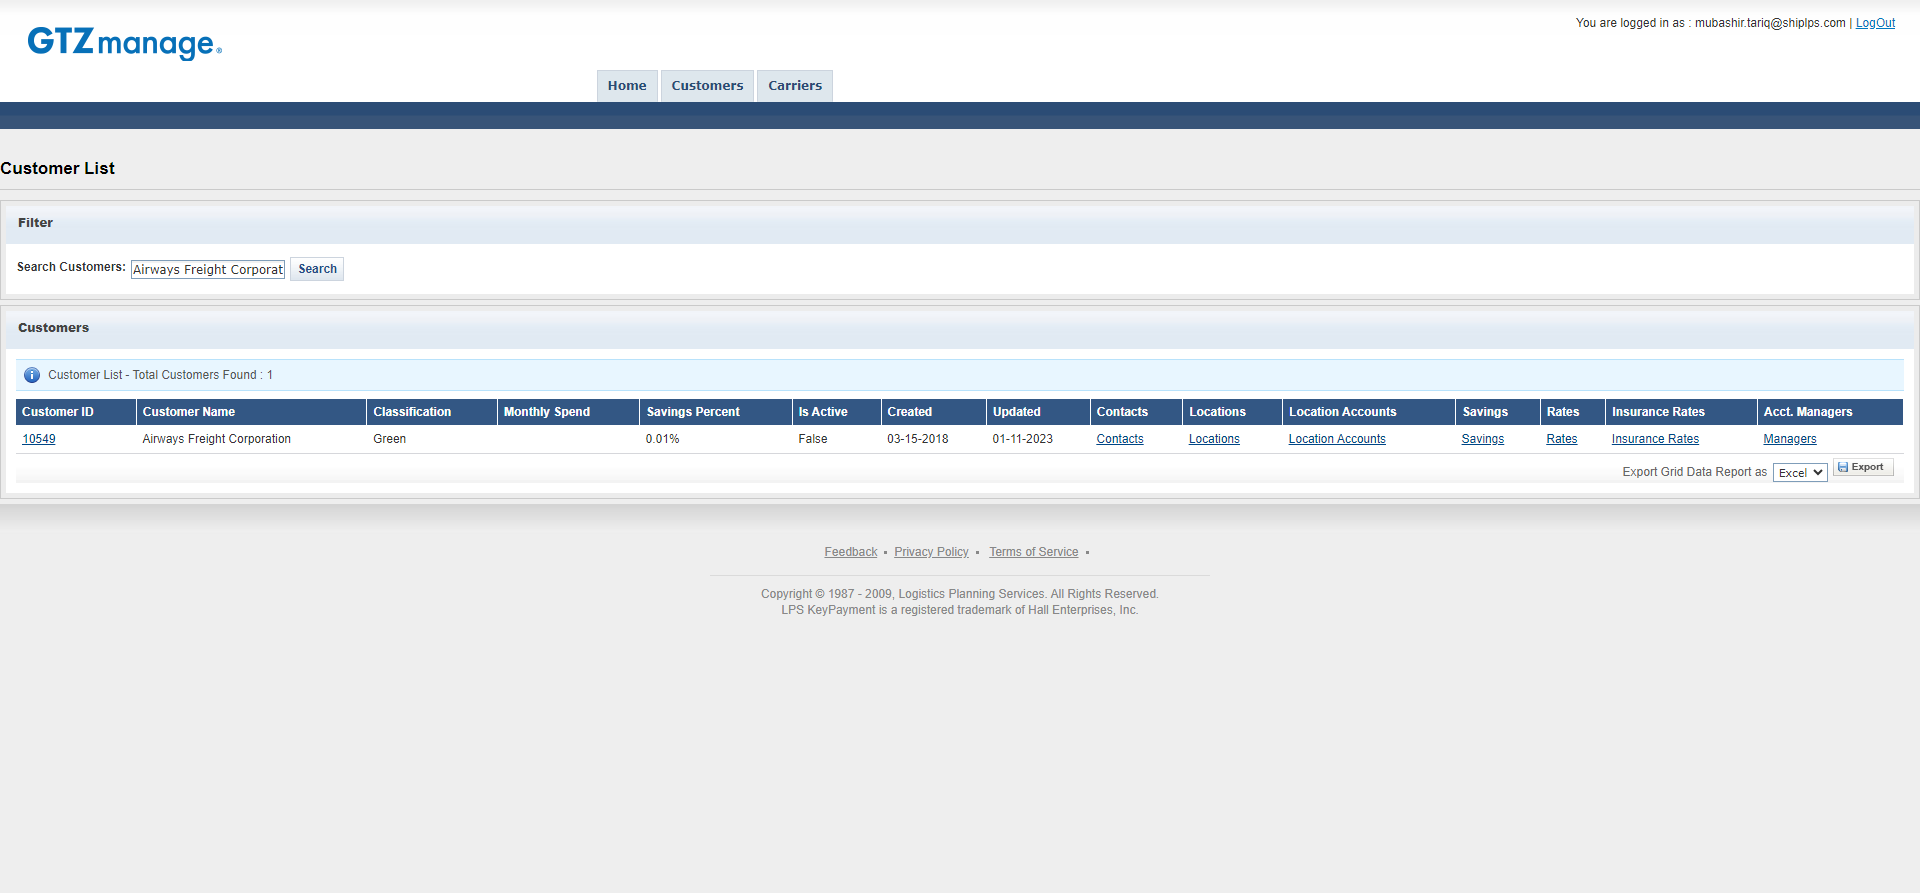 You are logged in as : mubashir.tariq@shiplps.com | LogOut
GTZmanage®
Home Customers Carriers
Customer List
Filter
Search Customers: Airways Freight Corporat Search
Customers
Customer List - Total Customers Found : 1
Customer ID Customer Name Classification Monthly Spend Savings Percent Is Active Created Updated Contacts Locations Location Accounts Savings Rates Insurance Rates Acct. Managers
10549 Airways Freight Corporation Green 0.01% False 03-15-2018 01-11-2023 Contacts Locations Location Accounts Savings Rates Insurance Rates Managers
Export Grid Data Report as Excel Export
Feedback • Privacy Policy • Terms of Service •
Copyright © 1987 - 2009, Logistics Planning Services. All Rights Reserved.
LPS KeyPayment is a registered trademark of Hall Enterprises, Inc.